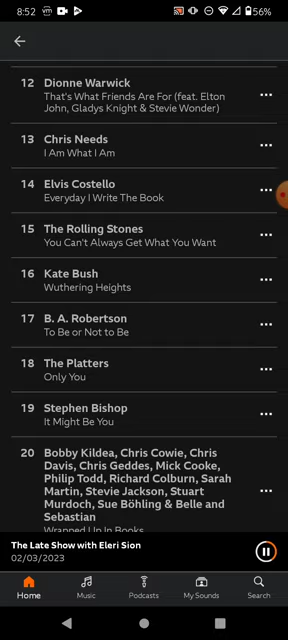 8:52
vm
56%
12 Dionne Warwick
That's What Friends Are For (feat. Elton
John, Gladys Knight & Stevie Wonder)
13 Chris Needs
I Am What I Am
14 Elvis Costello
Everyday I Write The Book
15 The Rolling Stones
You Can't Always Get What You Want
16 Kate Bush
Wuthering Heights
17 B. A. Robertson
To Be or Not to Be
18 The Platters
Only You
19 Stephen Bishop
It Might Be You
20 Bobby Kildea, Chris Cowie, Chris
Davis, Chris Geddes, Mick Cooke,
Philip Todd, Richard Colburn, Sarah
Martin, Stevie Jackson, Stuart
Murdoch, Sue Böhling & Belle and
Sebastian
Wrapped Up In Books
The Late Show with Eleri Sion
02/03/2023
Home
Music
Podcasts
My Sounds
Search